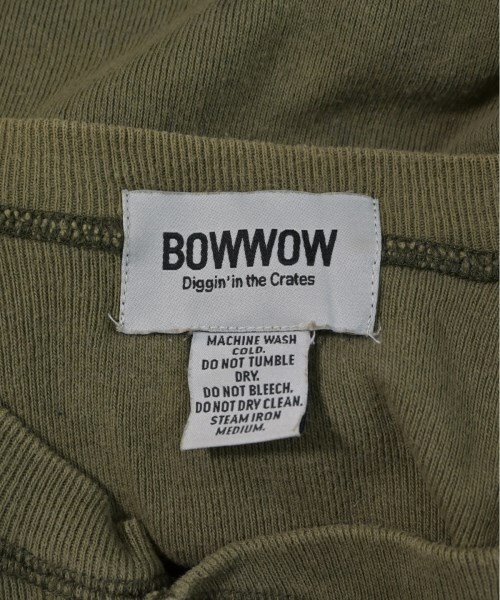 BOWWOW
Diggin' in the Crates
MACHINE WASH
COLD.
DO NOT TUMBLE
DRY.
DO NOT BLEECH.
DO NOT DRY CLEAN.
STEAM IRON
MEDIUM.